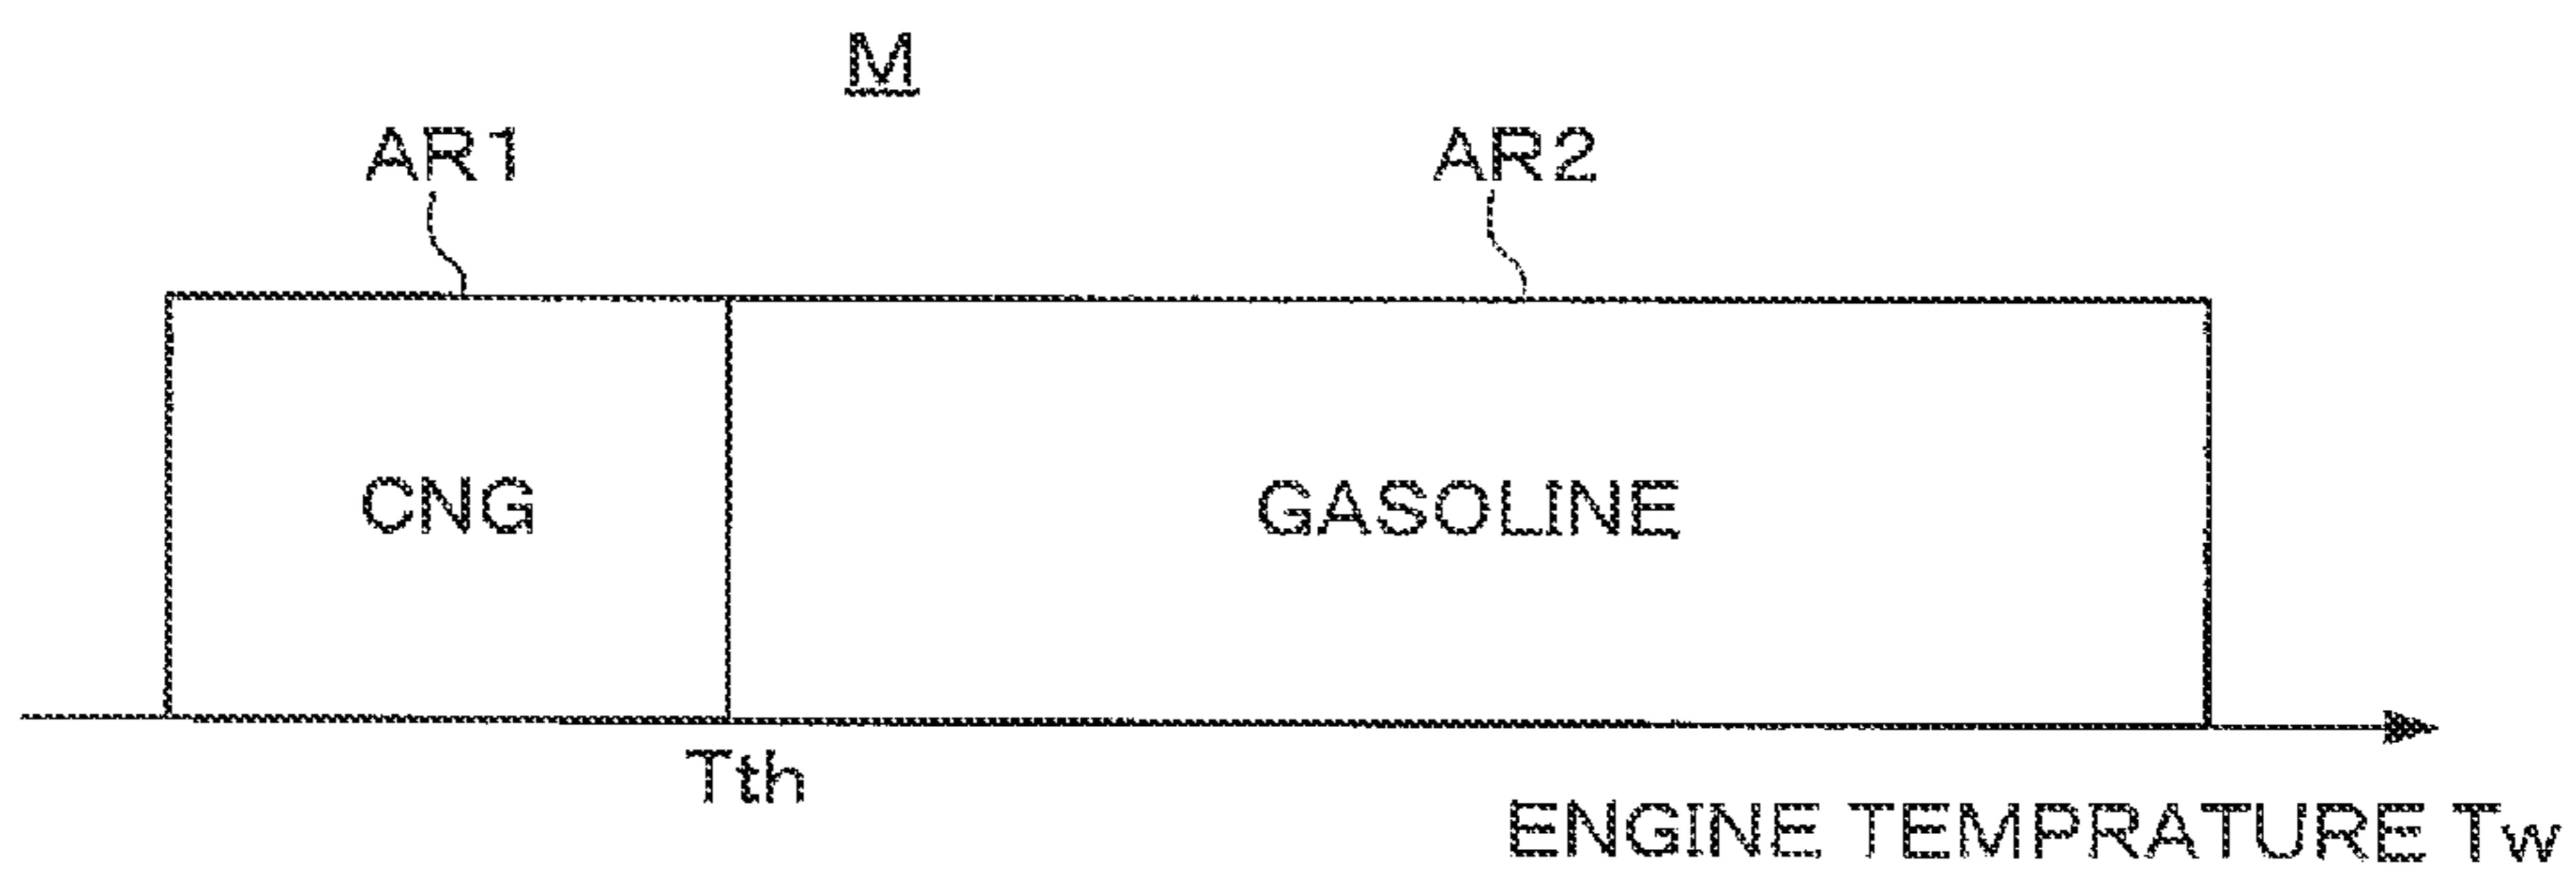 M
AR1 AR2
CNG GASOLINE
Tth
ENGINE TEMPRATURE Tw